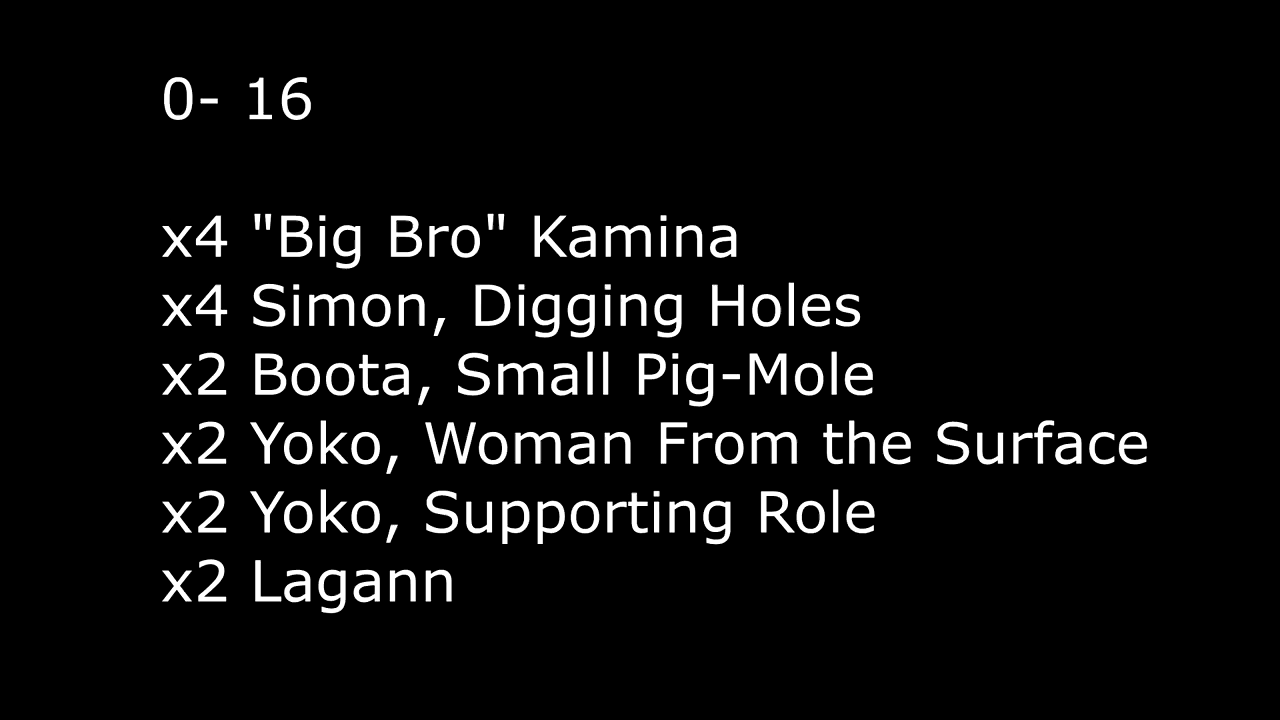 0- 16
x4 "Big Bro" Kamina
x4 Simon, Digging Holes
x2 Boota, Small Pig-Mole
x2 Yoko, Woman From the Surface
x2 Yoko, Supporting Role
x2 Lagann